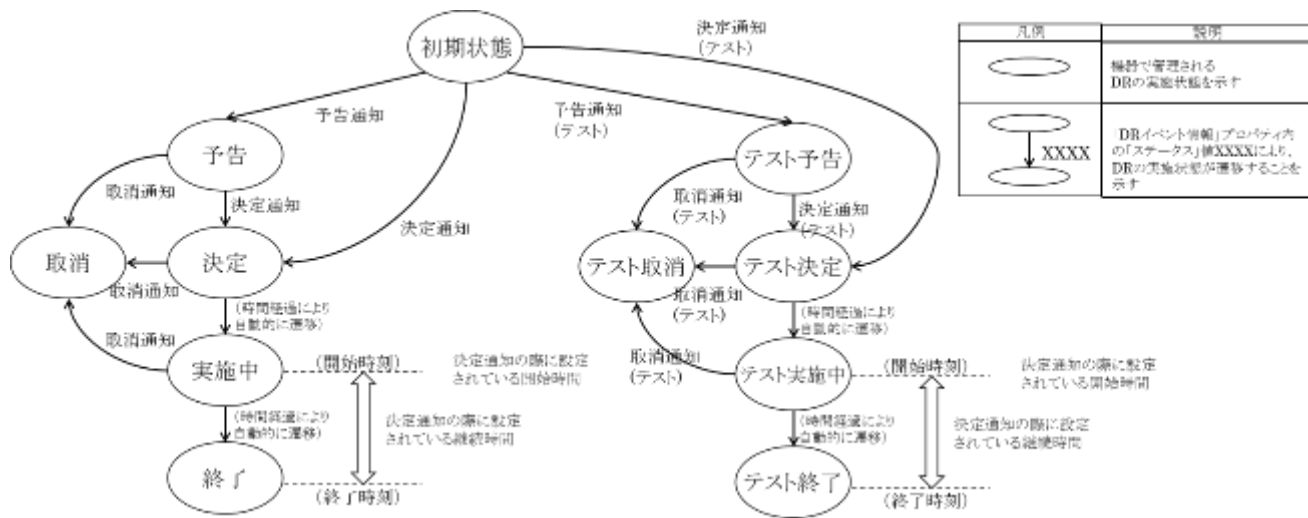 初期状態
決定通知
(テスト)
予告通知
予告通知
(テスト)
予告
取消通知
決定通知
決定通知
取消
決定
取消通知
(時間経過により
自動的に遷移)
取消通知
実施中
(開始時刻)
決定通知の際に設定
されている開始時間
(時間経過により
自動的に遷移)
決定通知の際に設定
されている継続時間
終了
(終了時刻)
テスト予告
取消通知
(テスト)
決定通知
(テスト)
テスト取消
テスト決定
取消通知
(テスト)
(時間経過により
自動的に遷移)
取消通知
(テスト)
テスト実施中
(開始時刻)
決定通知の際に設定
されている開始時間
(時間経過により
自動的に遷移)
決定通知の際に設定
されている継続時間
テスト終了
(終了時刻)
凡例
説明
機器で管理される
DRの実施状態を示す
XXXX
「DRイベント情報」プロパティ内
の「ステータス」値XXXXにより、
DRの実施状態が遷移することを
示す